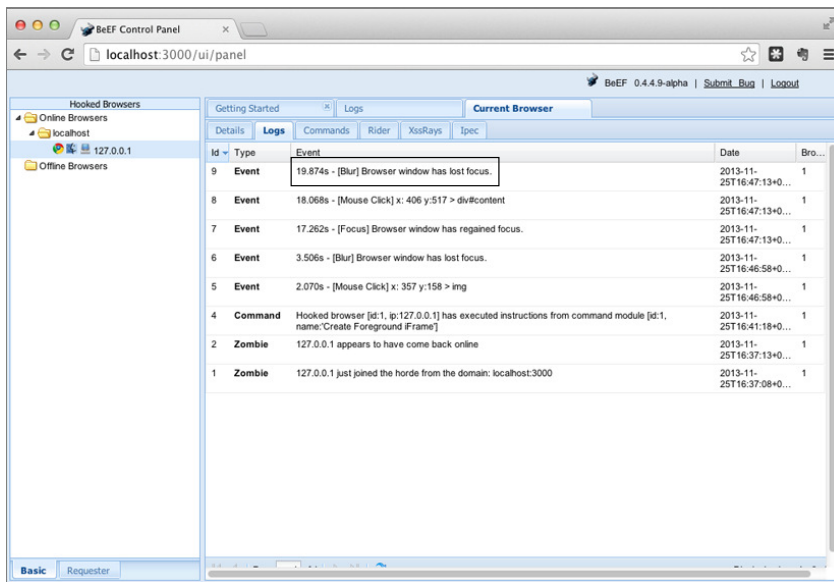 BeEF Control Panel
localhost:3000/ui/panel
BeEF 0.4.4.9-alpha | Submit Bug | Logout
Hooked Browsers
Online Browsers
localhost
127.0.0.1
Offline Browsers
Basic Requester
Getting Started Logs Current Browser
Details Logs Commands Rider XssRays Ipec
Id Type Event Date Bro...
9 Event 19.874s - [Blur] Browser window has lost focus. 2013-11- 1
25T16:47:13+0...
8 Event 18.068s - [Mouse Click] x: 406 y:517 > div#content 2013-11- 1
25T16:47:13+0...
7 Event 17.262s - [Focus] Browser window has regained focus. 2013-11- 1
25T16:47:13+0...
6 Event 3.506s - [Blur] Browser window has lost focus. 2013-11- 1
25T16:46:58+0...
5 Event 2.070s - [Mouse Click] x: 357 y:158 > img 2013-11- 1
25T16:46:58+0...
4 Command Hooked browser [id:1, ip:127.0.0.1] has executed instructions from command module [id:1, 2013-11- 1
name:'Create Foreground iFrame'] 25T16:41:18+0...
2 Zombie 127.0.0.1 appears to have come back online 2013-11- 1
25T16:37:13+0...
1 Zombie 127.0.0.1 just joined the horde from the domain: localhost:3000 2013-11- 1
25T16:37:08+0...